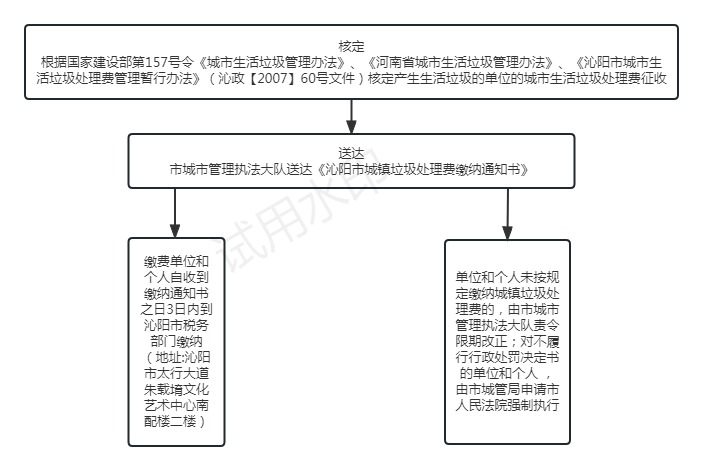 核定
根据国家建设部第157号令《城市生活垃圾管理办法》、《河南省城市生活垃圾管理办法》、《沁阳市城市生
活垃圾处理费管理暂行办法》（沁政【2007】60号文件）核定产生生活垃圾的单位的城市生活垃圾处理费征收
送达
市城市管理执法大队送达《沁阳市城镇垃圾处理费缴纳通知书》
试用水印
缴费单位和
个人自收到
缴纳通知书
之日3日内到
沁阳市税务
部门缴纳
（地址:沁阳
市太行大道
朱载堉文化
艺术中心南
配楼二楼）
单位和个人未按规
定缴纳城镇垃圾处
理费的，由市城市
管理执法大队责令
限期改正；对不履
行行政处罚决定书
的单位和个人 ，
由市城管局申请市
人民法院强制执行